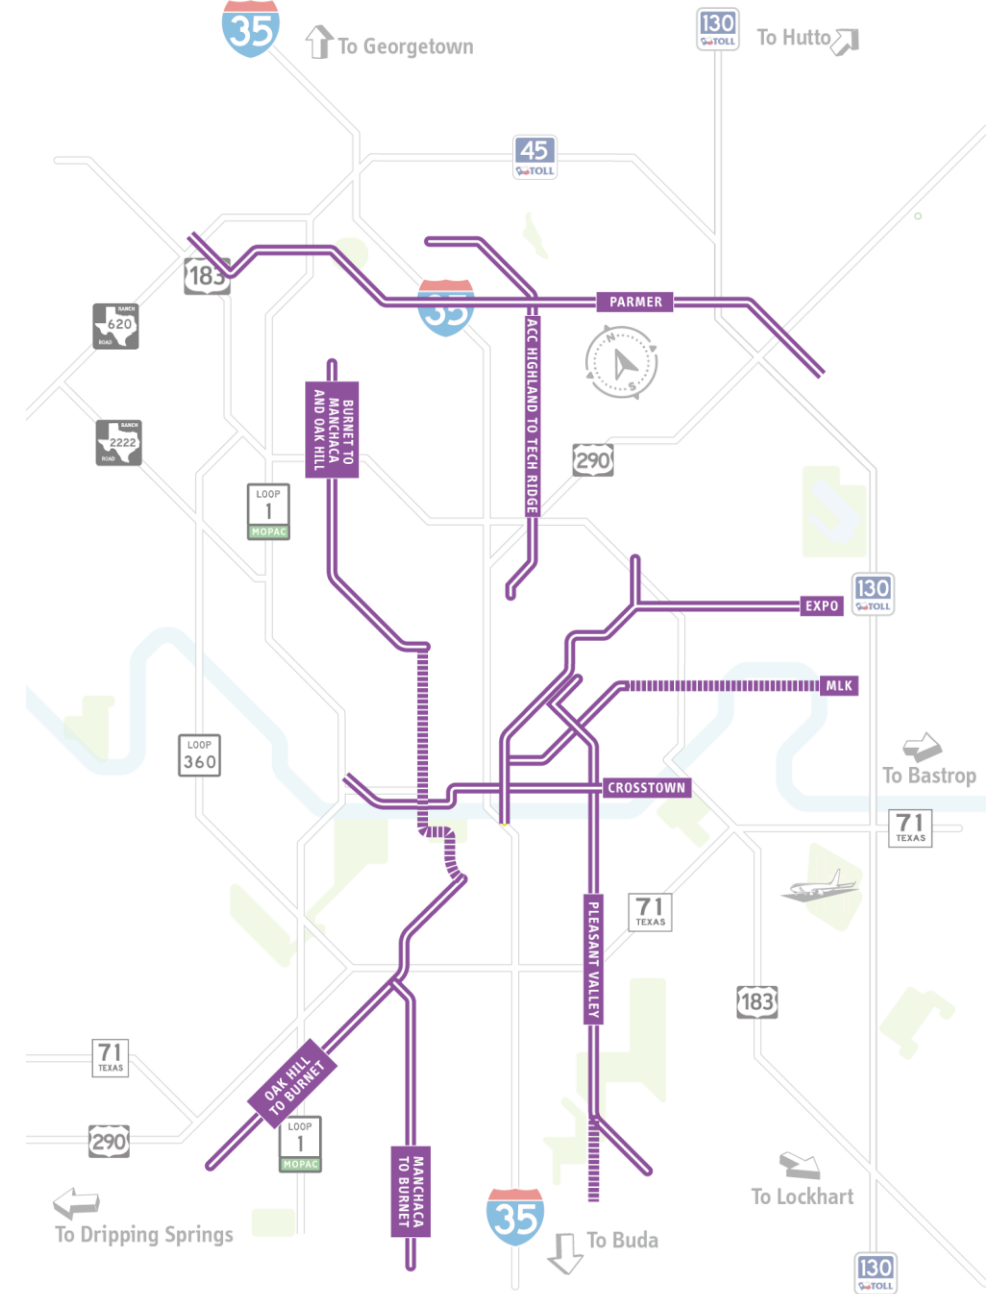 35
To Georgetown
130
TOLL
To Hutto
45
TOLL
183
35
PARMER
RANCH
620
ROAD
ACC HIGHLAND TO TECH RIDGE
N
S
BURNET TO
MANCHACA
AND OAK HILL
RANCH
2222
ROAD
290
LOOP
1
MOPAC
130
TOLL
EXPO
MLK
LOOP
360
To Bastrop
CROSSTOWN
71
TEXAS
71
TEXAS
PLEASANT VALLEY
183
71
TEXAS
OAK HILL
TO BURNET
290
LOOP
1
MOPAC
MANCHACA
TO BURNET
To Lockhart
35
To Dripping Springs
To Buda
130
TOLL